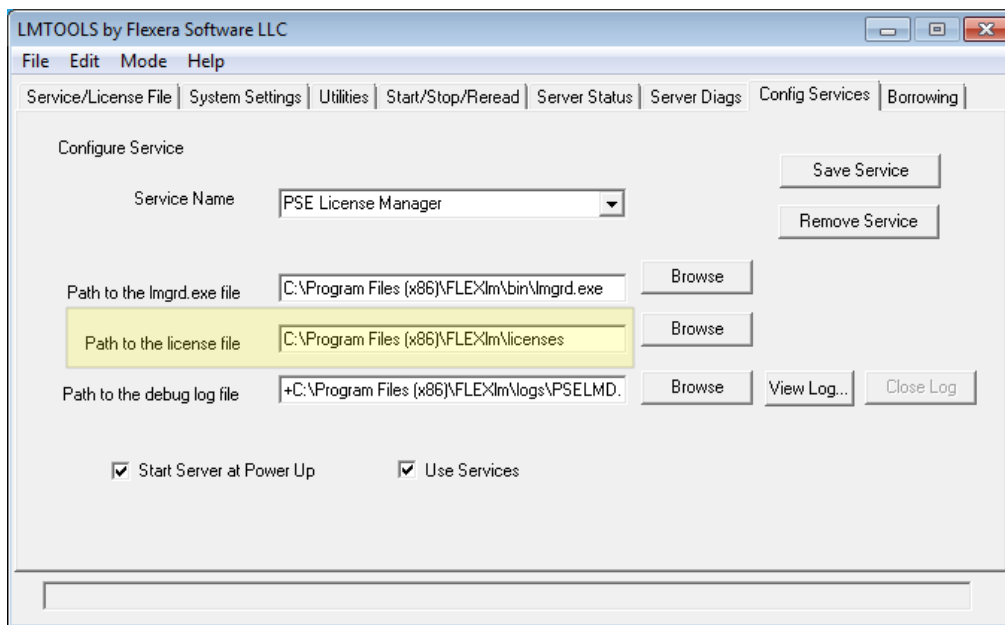 LMTOOLS by Flexera Software LLC
File Edit Mode Help
Service/License File System Settings Utilities Start/Stop/Reread Server Status Server Diags Config Services Borrowing
Configure Service
Save Service
Service Name PSE License Manager
Remove Service
Path to the lmgrd.exe file C:\Program Files (x86)\FLEXlm\bin\lmgrd.exe Browse
Path to the license file C:\Program Files (x86)\FLEXlm\licenses Browse
Path to the debug log file +C:\Program Files (x86)\FLEXlm\logs\PSELMD. Browse View Log... Close Log
Start Server at Power Up Use Services